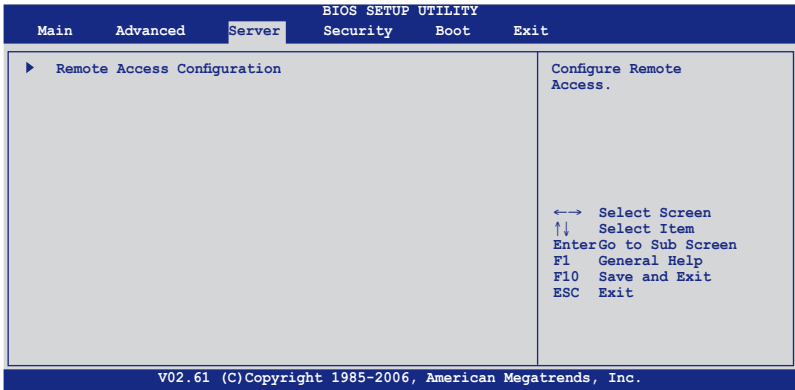 BIOS SETUP UTILITY
Main Advanced Server Security Boot Exit
Remote Access Configuration
Configure Remote
Access.
←→ Select Screen
↑↓ Select Item
Enter Go to Sub Screen
F1 General Help
F10 Save and Exit
ESC Exit
V02.61 (C)Copyright 1985-2006, American Megatrends, Inc.